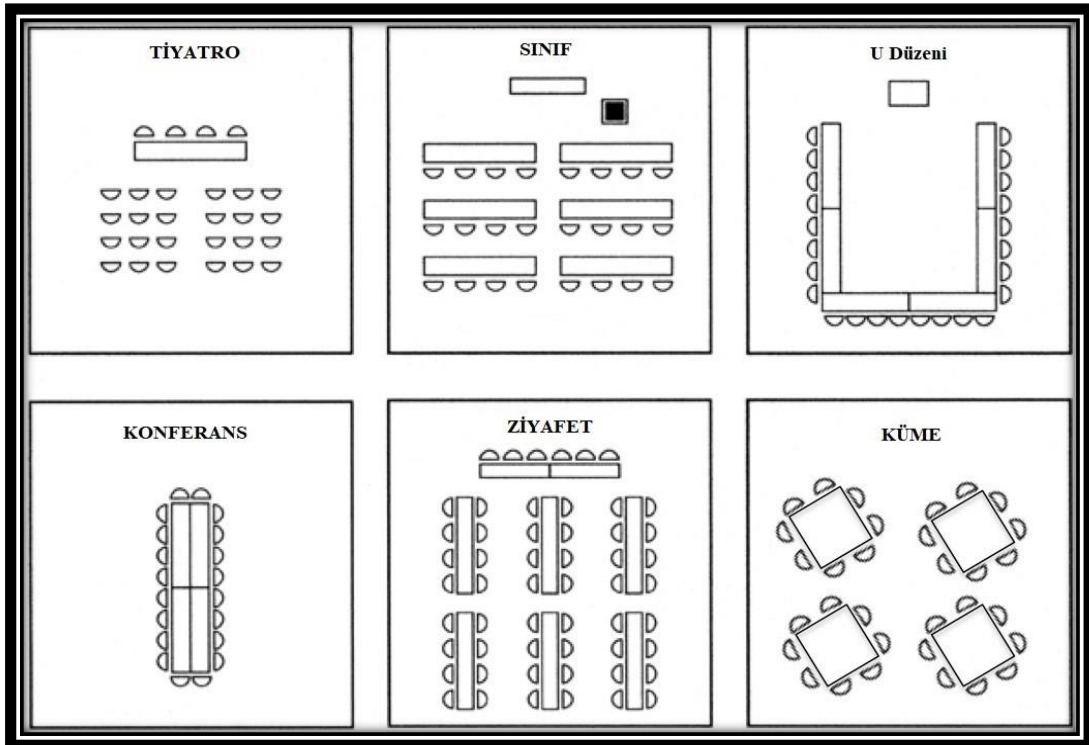 TİYATRO
SINIF
U Düzeni
KONFERANS
ZİYAFET
KÜME